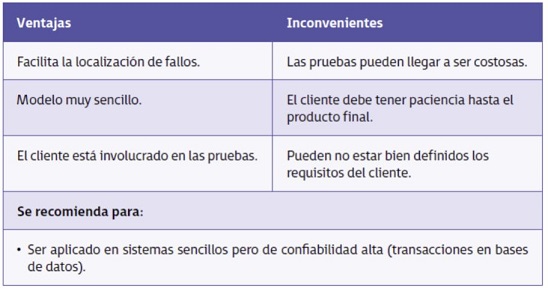 Ventajas
Inconvenientes
Facilita la localización de fallos.
Las pruebas pueden llegar a ser costosas.
Modelo muy sencillo.
El cliente debe tener paciencia hasta el
producto final.
El cliente está involucrado en las pruebas.
Pueden no estar bien definidos los
requisitos del cliente.
Se recomienda para:
• Ser aplicado en sistemas sencillos pero de confiabilidad alta (transacciones en bases
de datos).